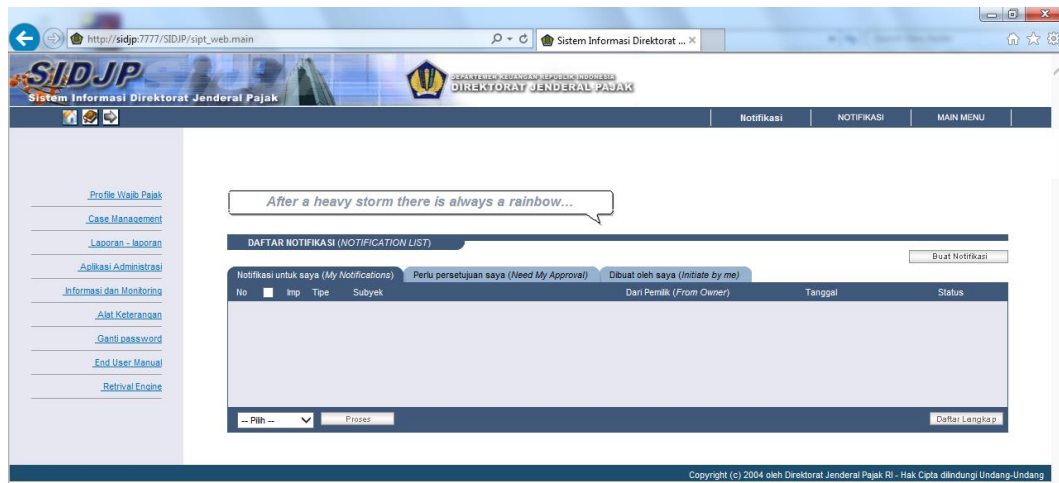 http://sidjp:7777/SIDJP/sipt_web.main
Sistem Informasi Direktorat ...
SIDJP
Sistem Informasi Direktorat Jenderal Pajak
DEPARTEMEN KEUANGAN REPUBLIK INDONESIA
DIREKTORAT JENDERAL PAJAK
Notifikasi NOTIFIKASI MAIN MENU
Profile Wajib Pajak
Case Management
Laporan - laporan
Aplikasi Administrasi
Informasi dan Monitoring
Alat Keterangan
Ganti password
End User Manual
Retrival Engine
After a heavy storm there is always a rainbow...
DAFTAR NOTIFIKASI (NOTIFICATION LIST)
Buat Notifikasi
Notifikasi untuk saya (My Notifications) Perlu persetujuan saya (Need My Approval) Dibuat oleh saya (Initiate by me)
No Imp Tipe Subyek Dari Pemilik (From Owner) Tanggal Status
-- Pilih -- Proses Daftar Lengkap
Copyright (c) 2004 oleh Direktorat Jenderal Pajak RI - Hak Cipta dilindungi Undang-Undang